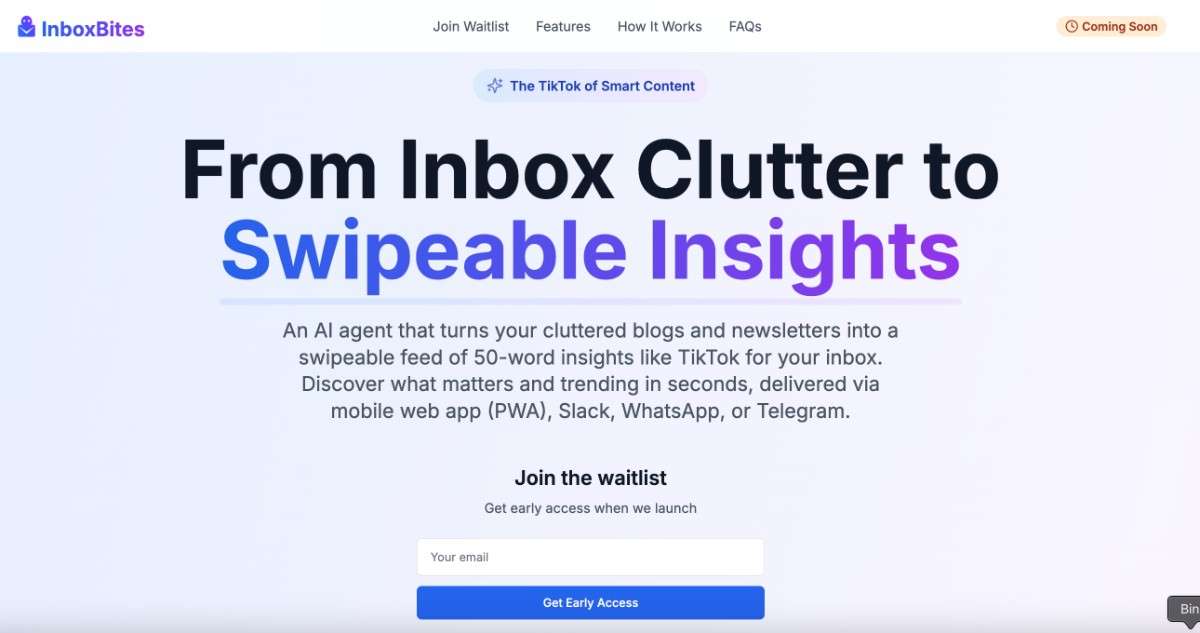 InboxBites
Join Waitlist
Features
How It Works
FAQs
Coming Soon
The TikTok of Smart Content
From Inbox Clutter to
Swipeable Insights
An AI agent that turns your cluttered blogs and newsletters into a
swipeable feed of 50-word insights like TikTok for your inbox.
Discover what matters and trending in seconds, delivered via
mobile web app (PWA), Slack, WhatsApp, or Telegram.
Join the waitlist
Get early access when we launch
Your email
Get Early Access
Bin